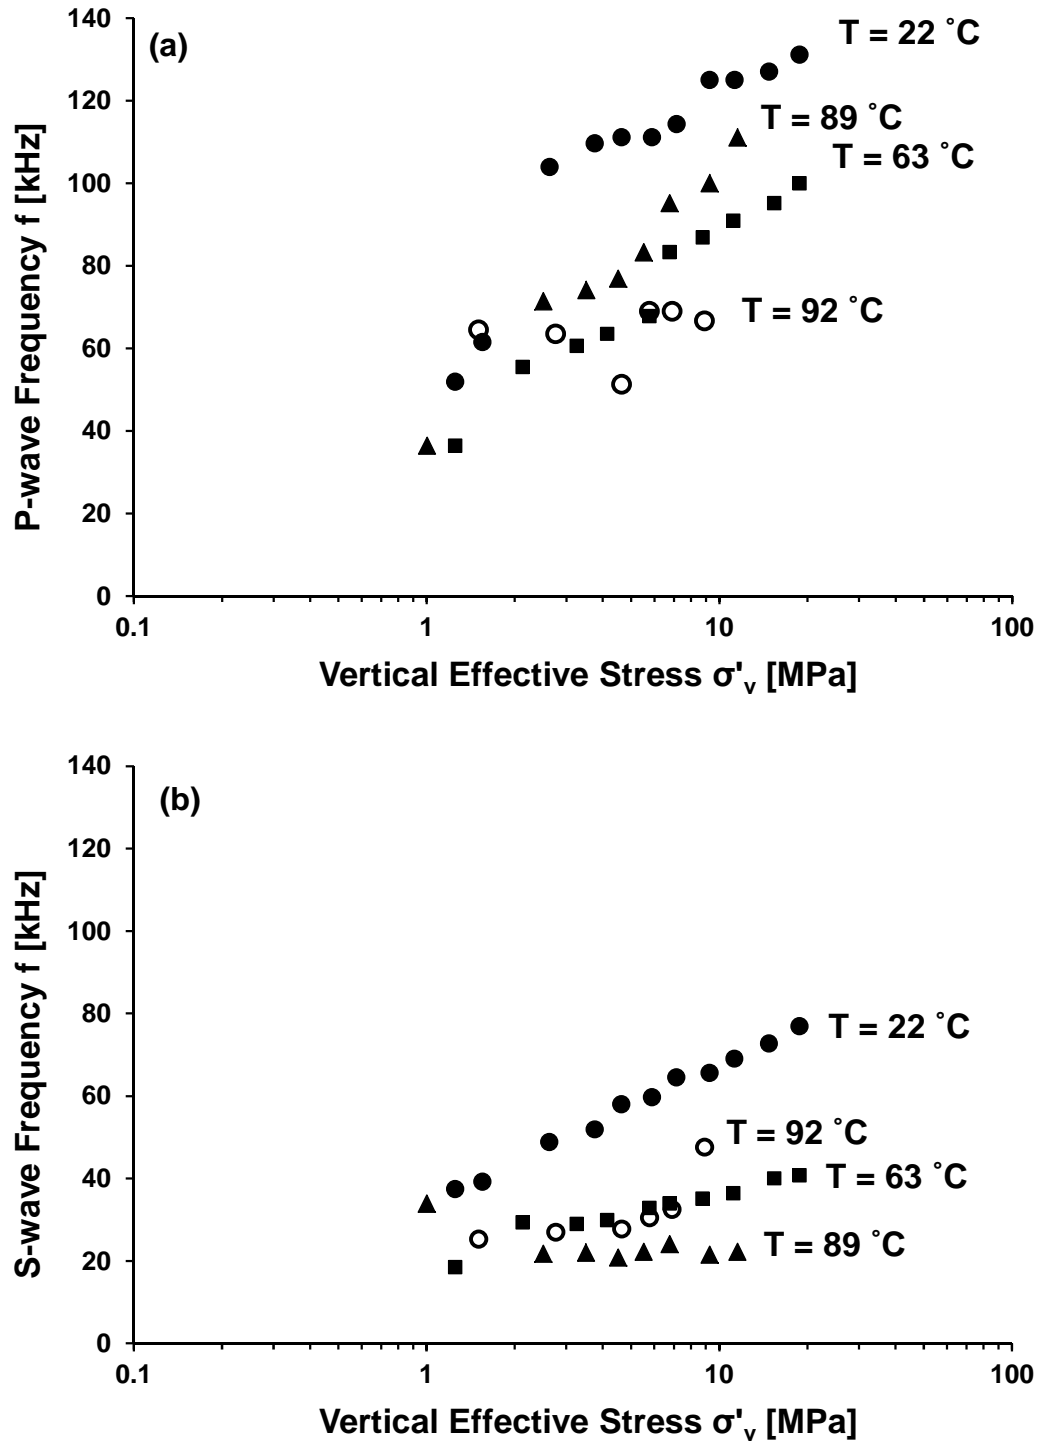 (a)
T = 22 ˚C
T = 89 ˚C
T = 63 ˚C
T = 92 ˚C
P-wave Frequency f [kHz]
140
120
100
80
60
40
20
0
0.1 1 10 100
Vertical Effective Stress σ'v [MPa]
(b)
T = 22 ˚C
T = 92 ˚C
T = 63 ˚C
T = 89 ˚C
S-wave Frequency f [kHz]
140
120
100
80
60
40
20
0
0.1 1 10 100
Vertical Effective Stress σ'v [MPa]